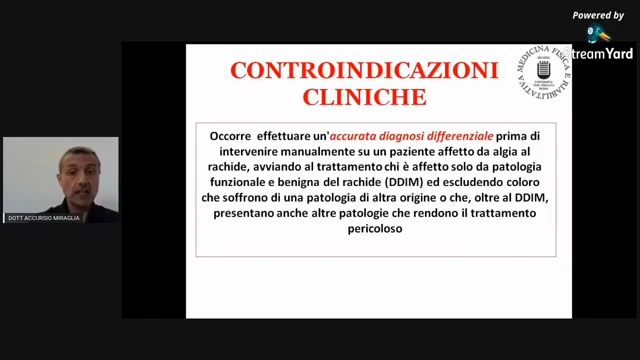 Powered by
StreamYard
CONTROINDICAZIONI
CLINICHE
MEDICINA FISICA E RIABILITATIVA
Occorre effettuare un'accurata diagnosi differenziale prima di
intervenire manualmente su un paziente affetto da algia al
rachide, avviando al trattamento chi è affetto solo da patologia
funzionale e benigna del rachide (DDIM) ed escludendo coloro
che soffrono di una patologia di altra origine o che, oltre al DDIM,
presentano anche altre patologie che rendono il trattamento
pericoloso
DOTT ACCURSIO MIRAGLIA